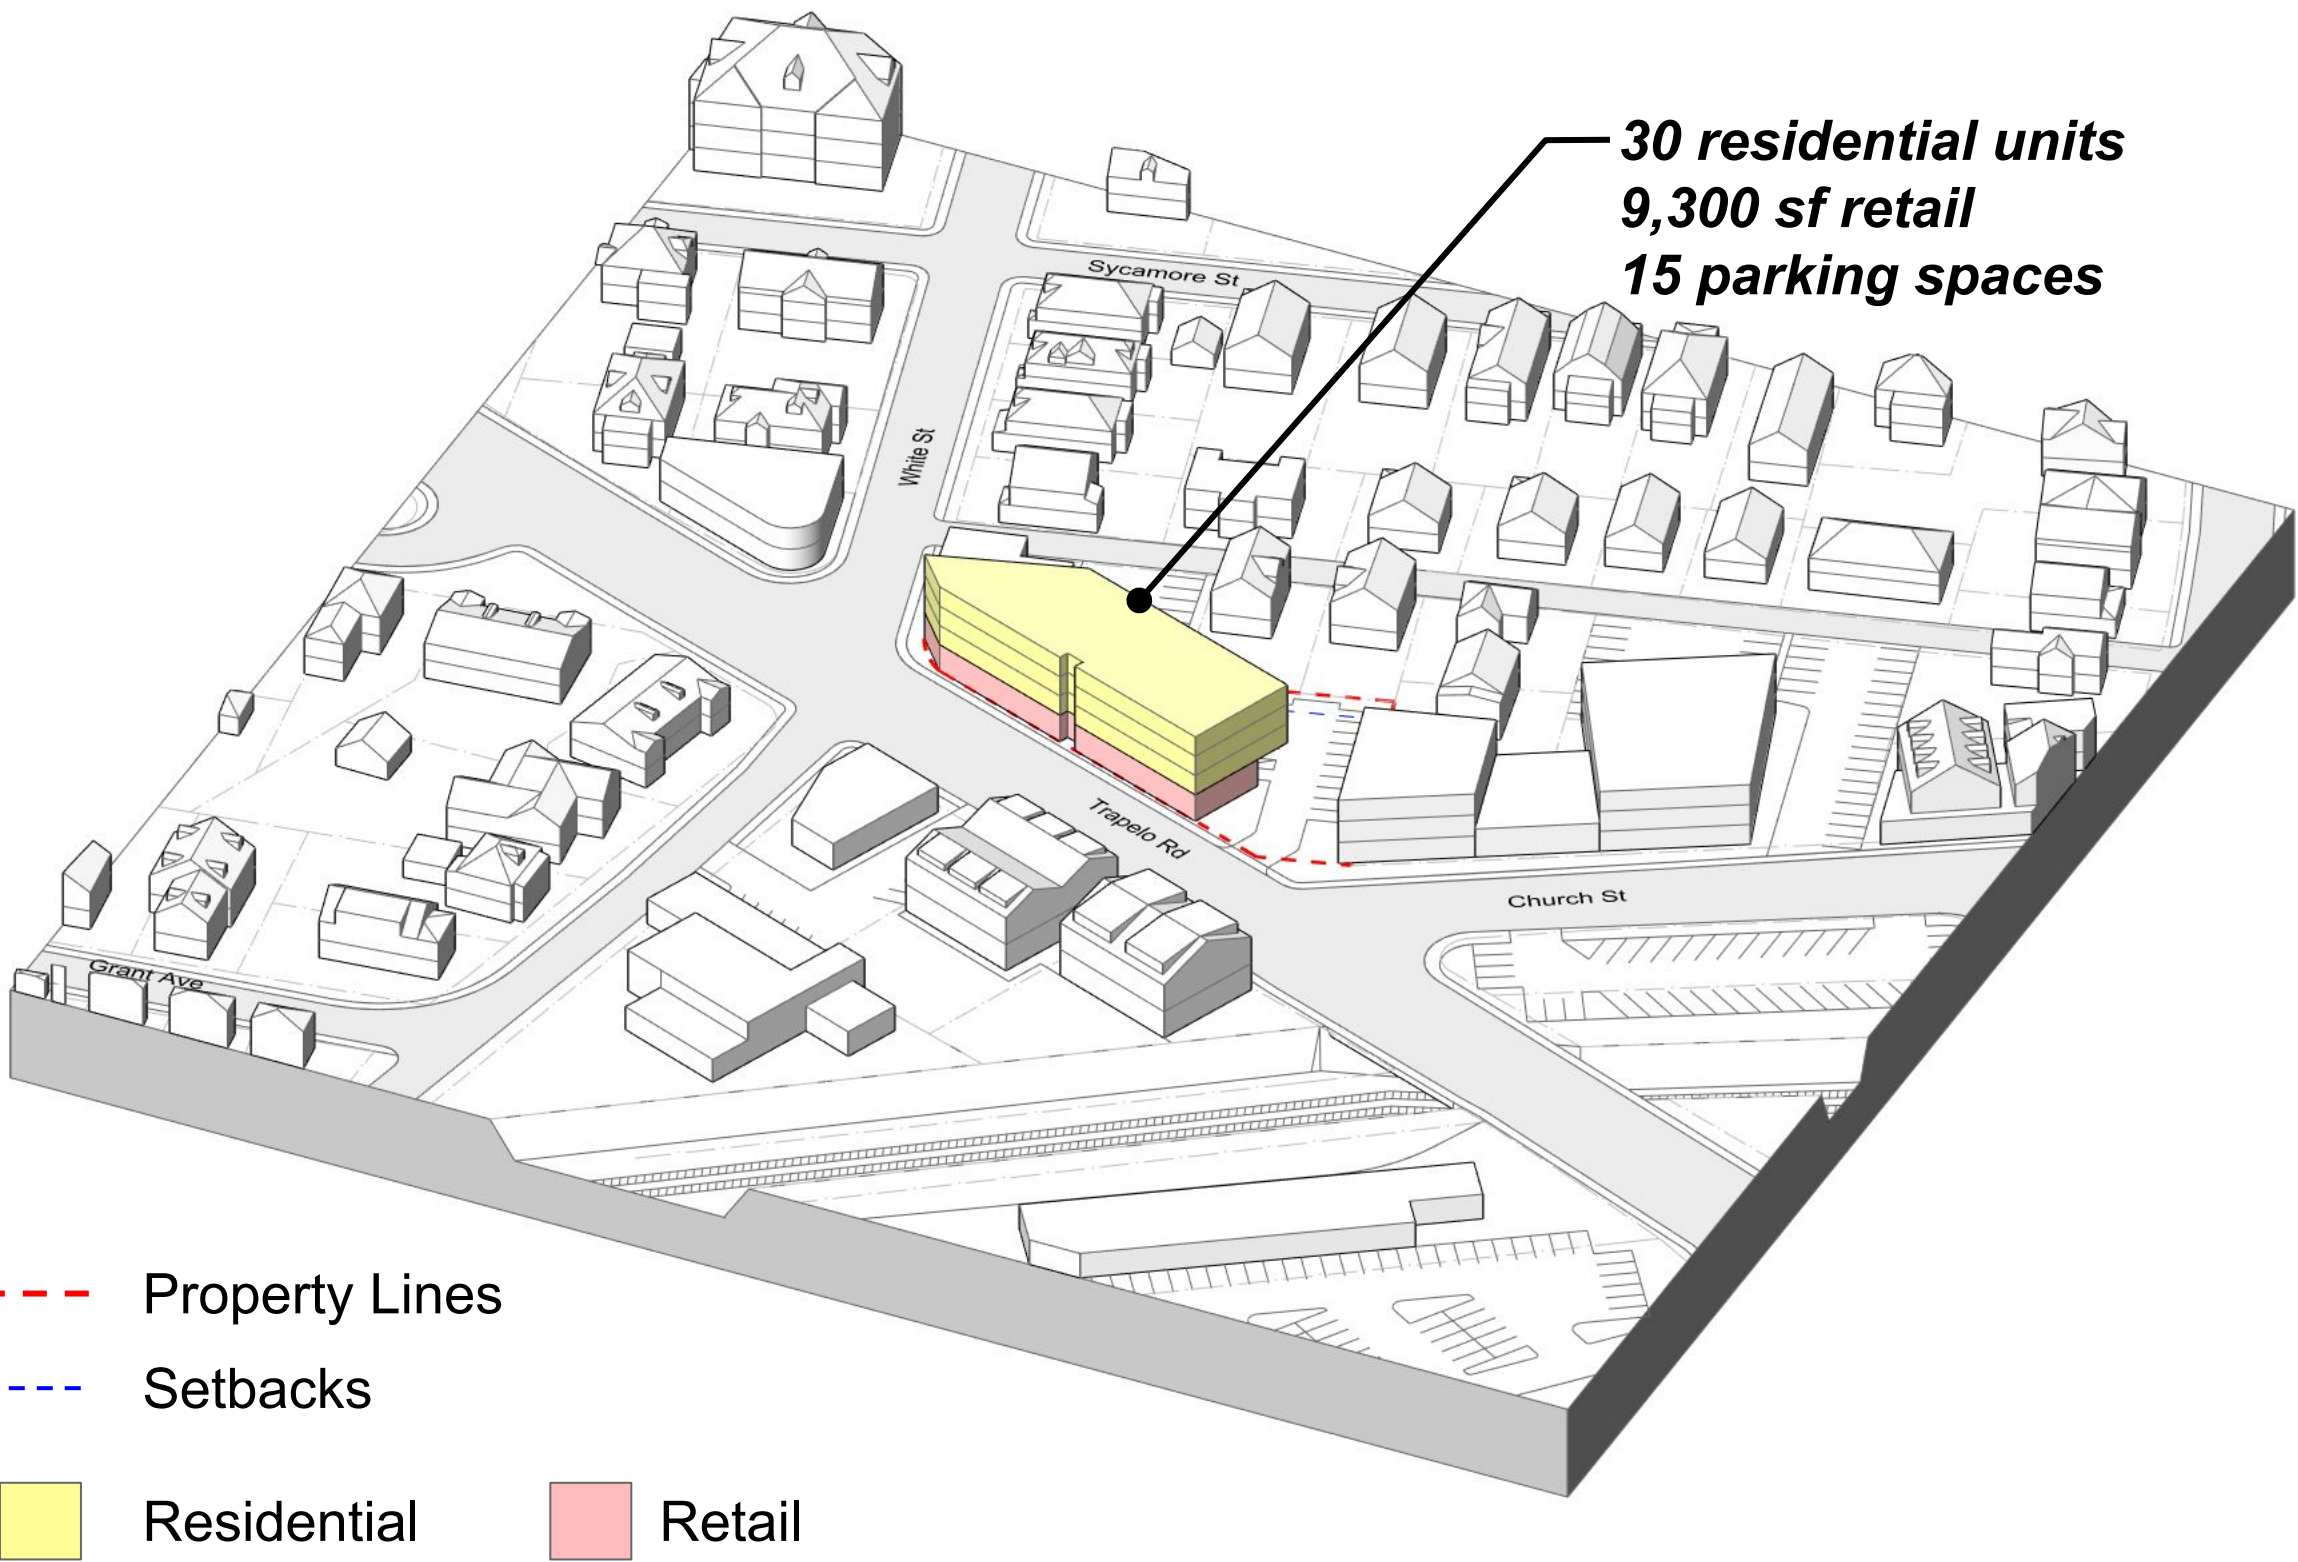 30 residential units
9,300 sf retail
15 parking spaces
Sycamore St
White St
Trapelo Rd
Church St
Grant Ave
Property Lines
Setbacks
Residential
Retail